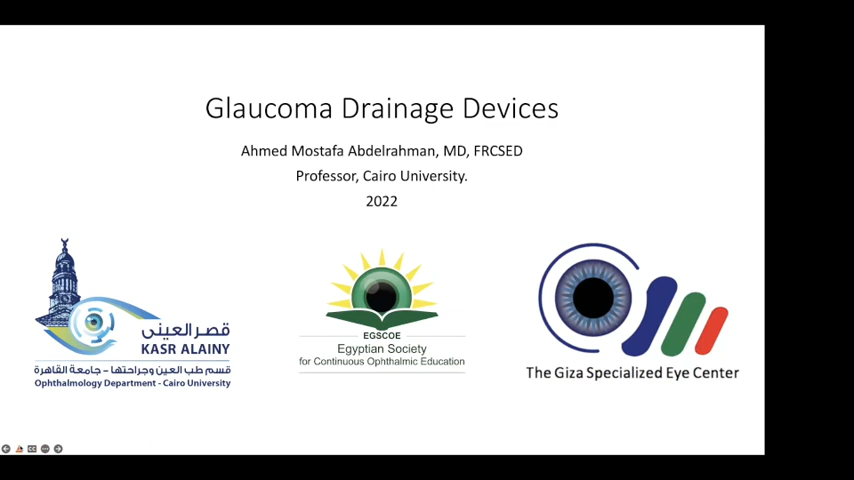 Glaucoma Drainage Devices
Ahmed Mostafa Abdelrahman, MD, FRCSED
Professor, Cairo University.
2022
قصر العينى
KASR ALAINY
قسم طب العين وجراحتها - جامعة القاهرة
Ophthalmology Department - Cairo University
EGSCOE
Egyptian Society
for Continuous Ophthalmic Education
The Giza Specialized Eye Center